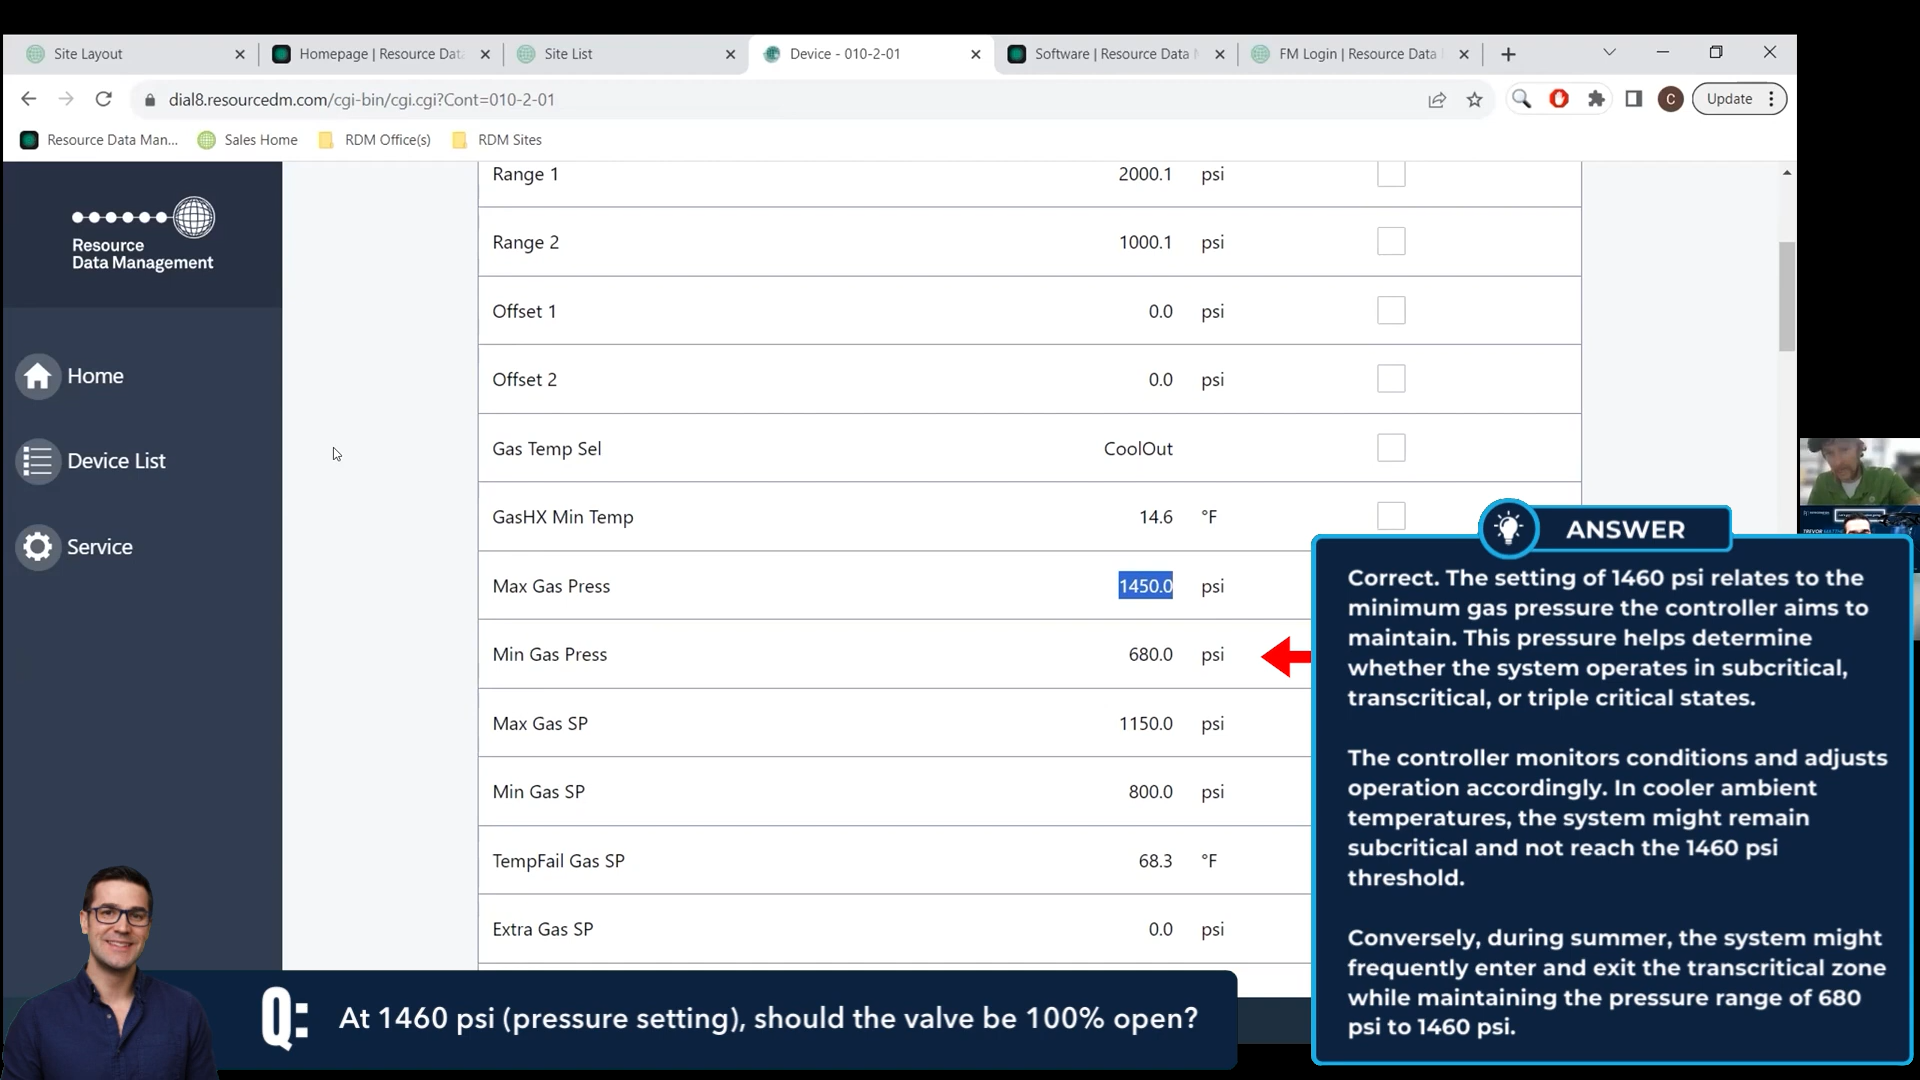 Site Layout
Homepage | Resource Data
Site List
Device - 010-2-01
Software | Resource Data
FM Login | Resource Data
dial8.resourcedm.com/cgi-bin/cgi.cgi?Cont=010-2-01
C
Update
Resource Data Man...
Sales Home
RDM Office(s)
RDM Sites
Resource
Data Management
Home
Device List
Service
Range 1 2000.1 psi
Range 2 1000.1 psi
Offset 1 0.0 psi
Offset 2 0.0 psi
Gas Temp Sel CoolOut
GasHX Min Temp 14.6 °F
Max Gas Press 1450.0 psi
Min Gas Press 680.0 psi
Max Gas SP 1150.0 psi
Min Gas SP 800.0 psi
TempFail Gas SP 68.3 °F
Extra Gas SP 0.0 psi
ANSWER
Correct. The setting of 1460 psi relates to the
minimum gas pressure the controller aims to
maintain. This pressure helps determine
whether the system operates in subcritical,
transcritical, or triple critical states.
The controller monitors conditions and adjusts
operation accordingly. In cooler ambient
temperatures, the system might remain
subcritical and not reach the 1460 psi
threshold.
Conversely, during summer, the system might
frequently enter and exit the transcritical zone
while maintaining the pressure range of 680
psi to 1460 psi.
Q: At 1460 psi (pressure setting), should the valve be 100% open?